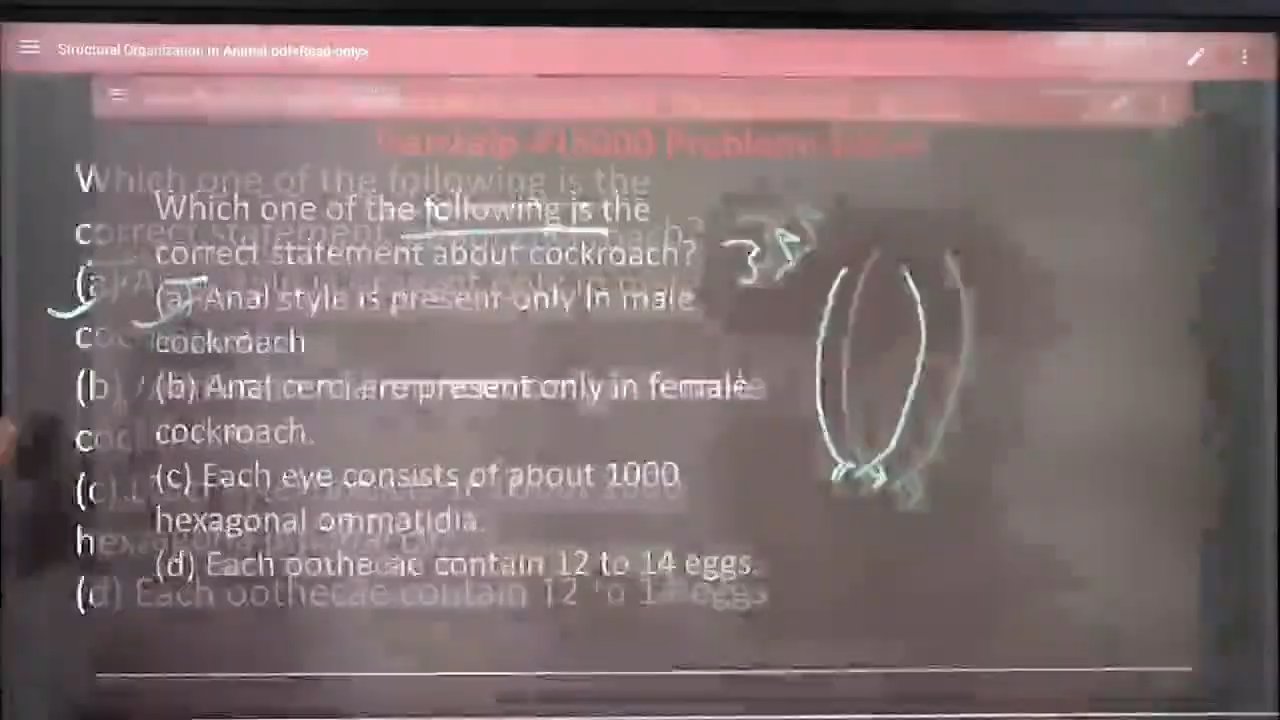 Structural Organization in Animal.pdf<Read-only>
Which one of the following is the
correct statement about cockroach?
(a) Anal style is present only in male
cockroach
(b) Anal cerci are present only in female
cockroach.
(c) Each eye consists of about 1000
hexagonal ommatidia.
(d) Each oothecae contain 12 to 14 eggs.